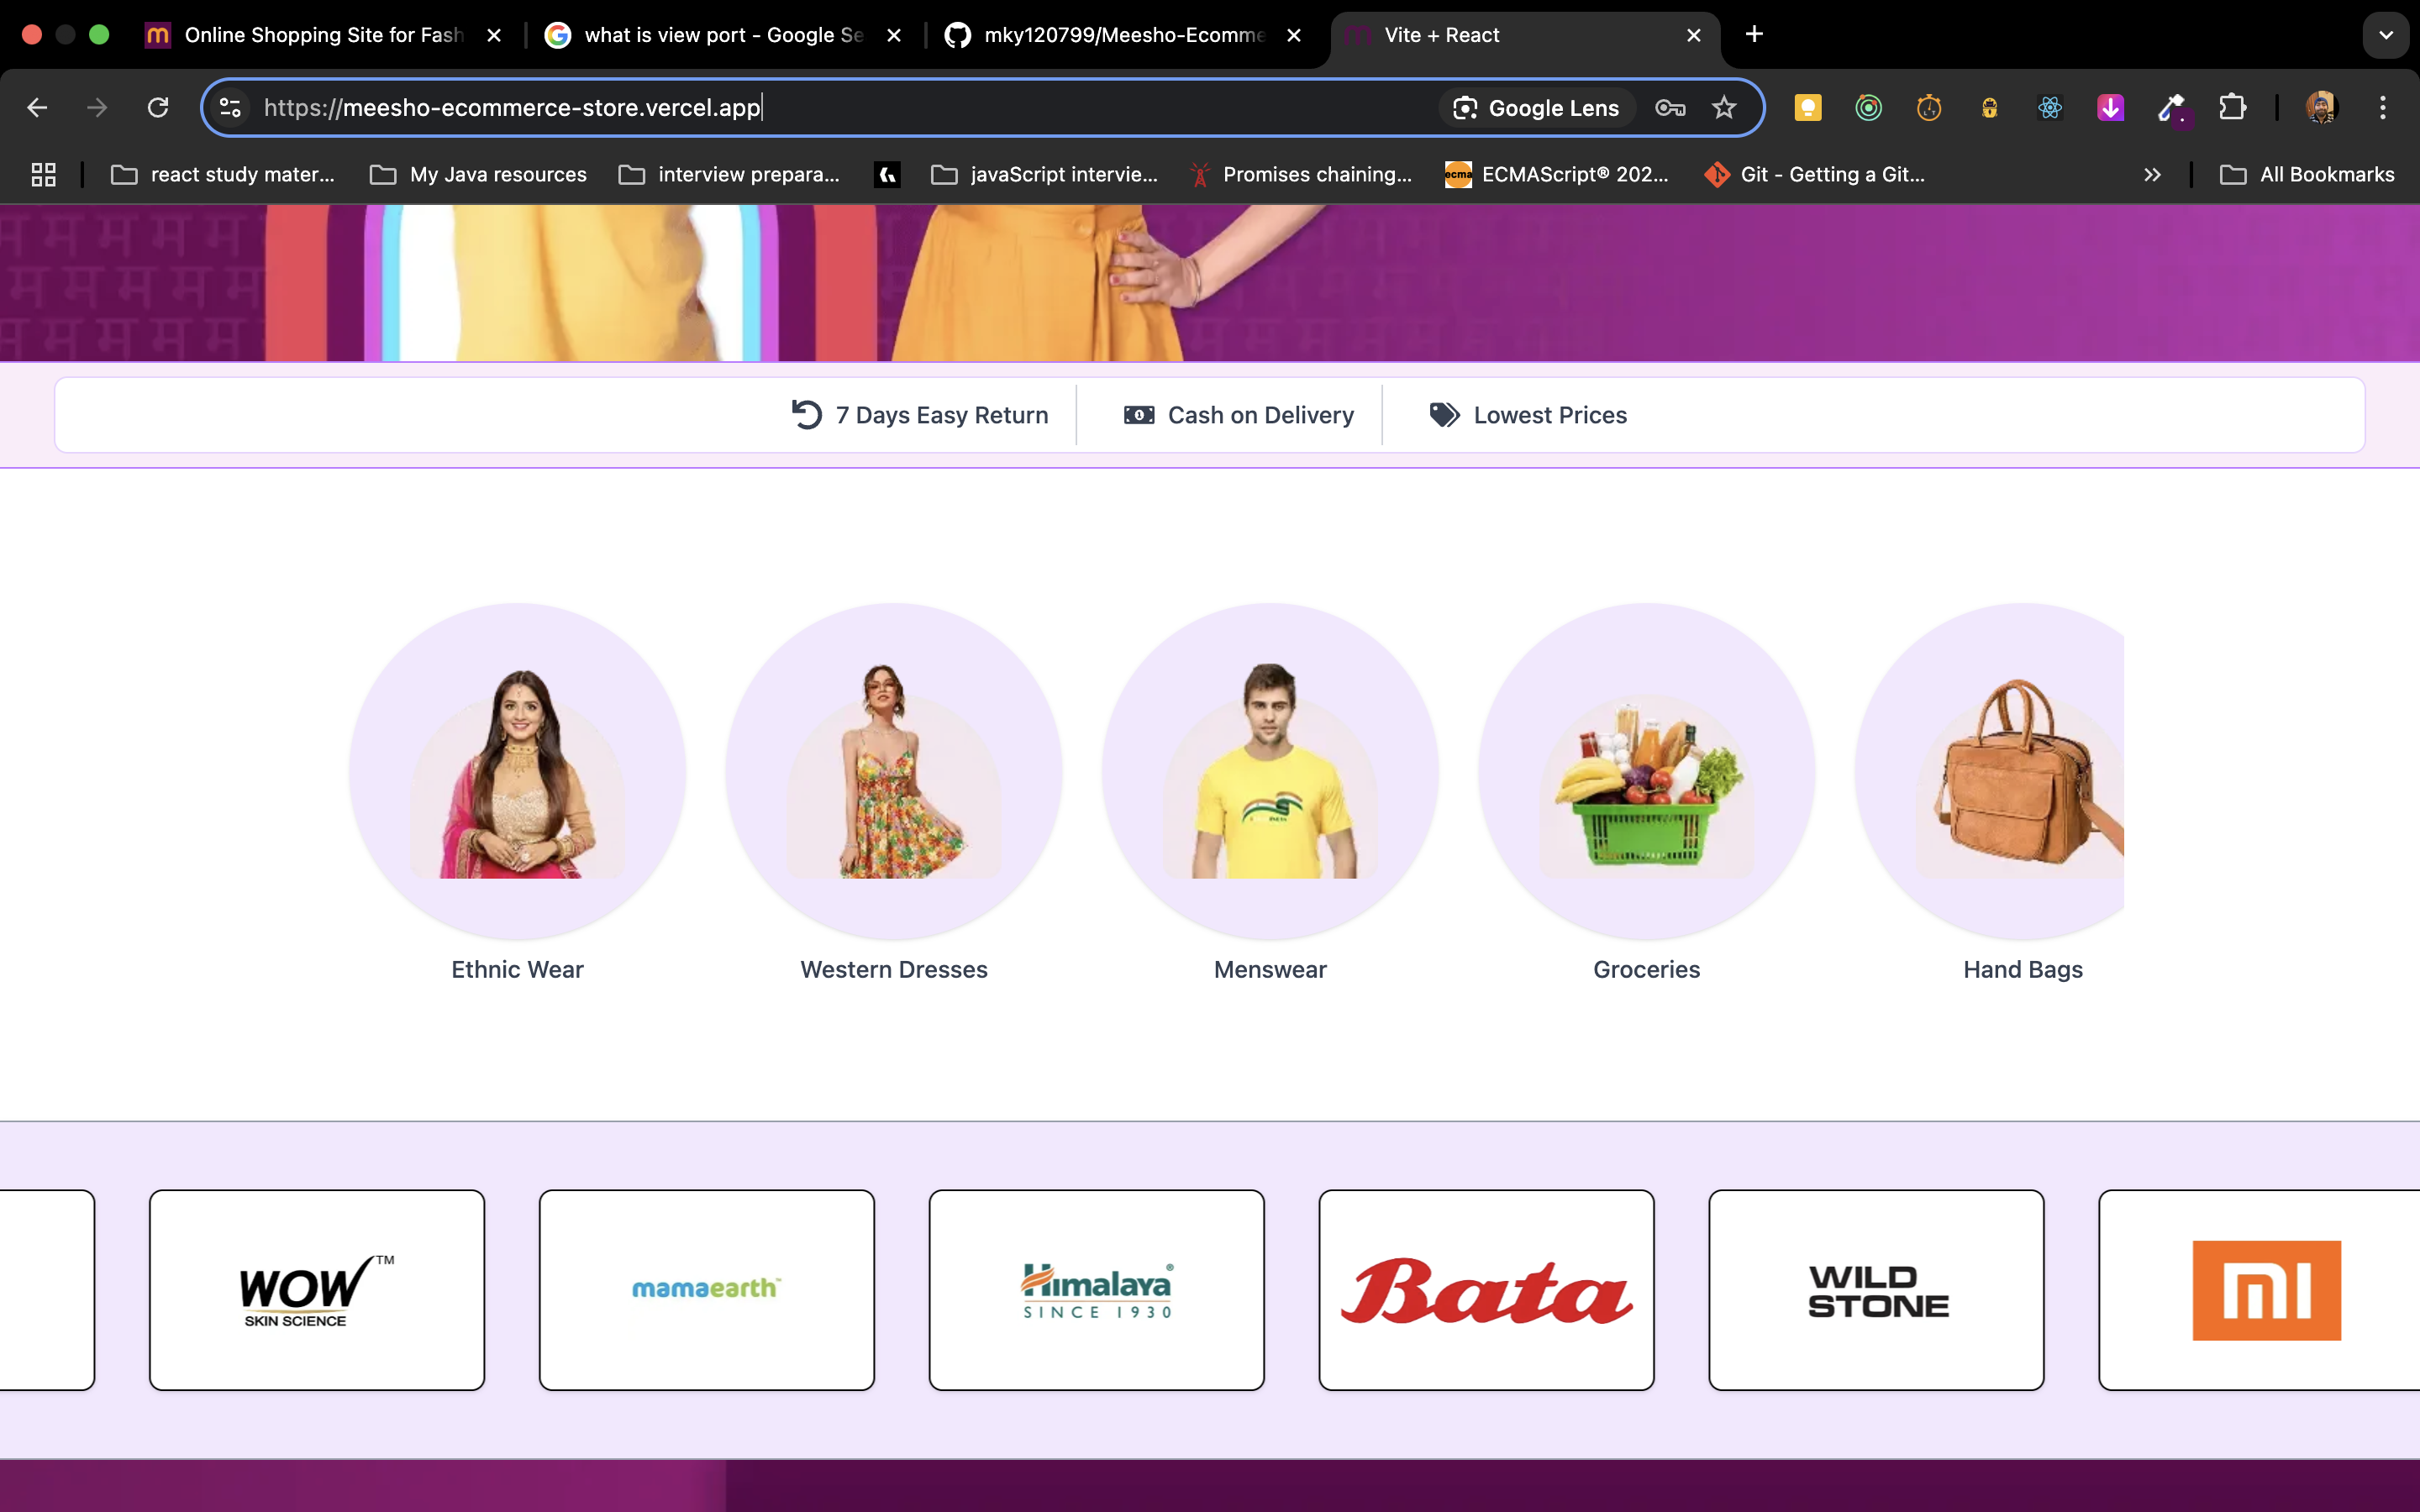 Online Shopping Site for Fash
what is view port - Google Se
mky120799/Meesho-Ecomme
Vite + React
https://meesho-ecommerce-store.vercel.app
Google Lens
react study mater...
My Java resources
interview prepara...
javaScript intervie...
Promises chaining...
ecma
ECMAScript® 202...
Git - Getting a Git...
All Bookmarks
म म म म म
म म म म म
म म म म म
7 Days Easy Return
Cash on Delivery
Lowest Prices
Ethnic Wear
Western Dresses
Menswear
Groceries
Hand Bags
WOW™
SKIN SCIENCE
mamaearth™
Himalaya®
SINCE 1930
Bata
WILD
STONE
mi